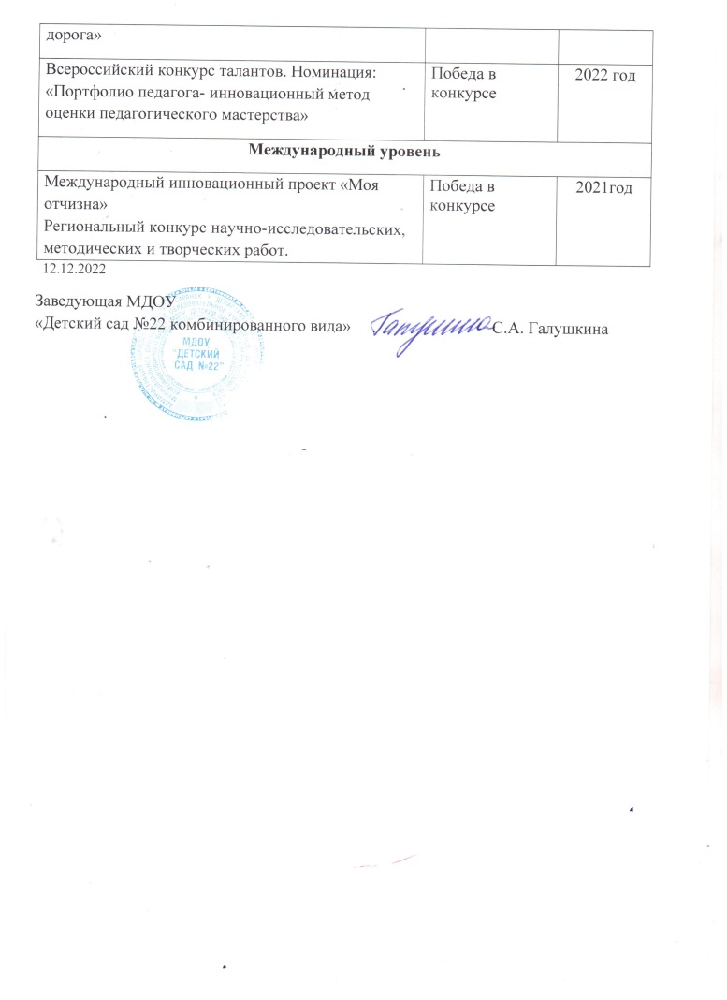 дорога»
Всероссийский конкурс талантов. Номинация:
«Портфолио педагога- инновационный метод
оценки педагогического мастерства»
Победа в
конкурсе
2022 год
Международный уровень
Международный инновационный проект «Моя
отчизна»
Региональный конкурс научно-исследовательских,
методических и творческих работ.
Победа в
конкурсе
2021год
12.12.2022
Заведующая МДОУ
«Детский сад №22 комбинированного вида»
С.А. Галушкина
МДОУ
"ДЕТСКИЙ
САД №22"